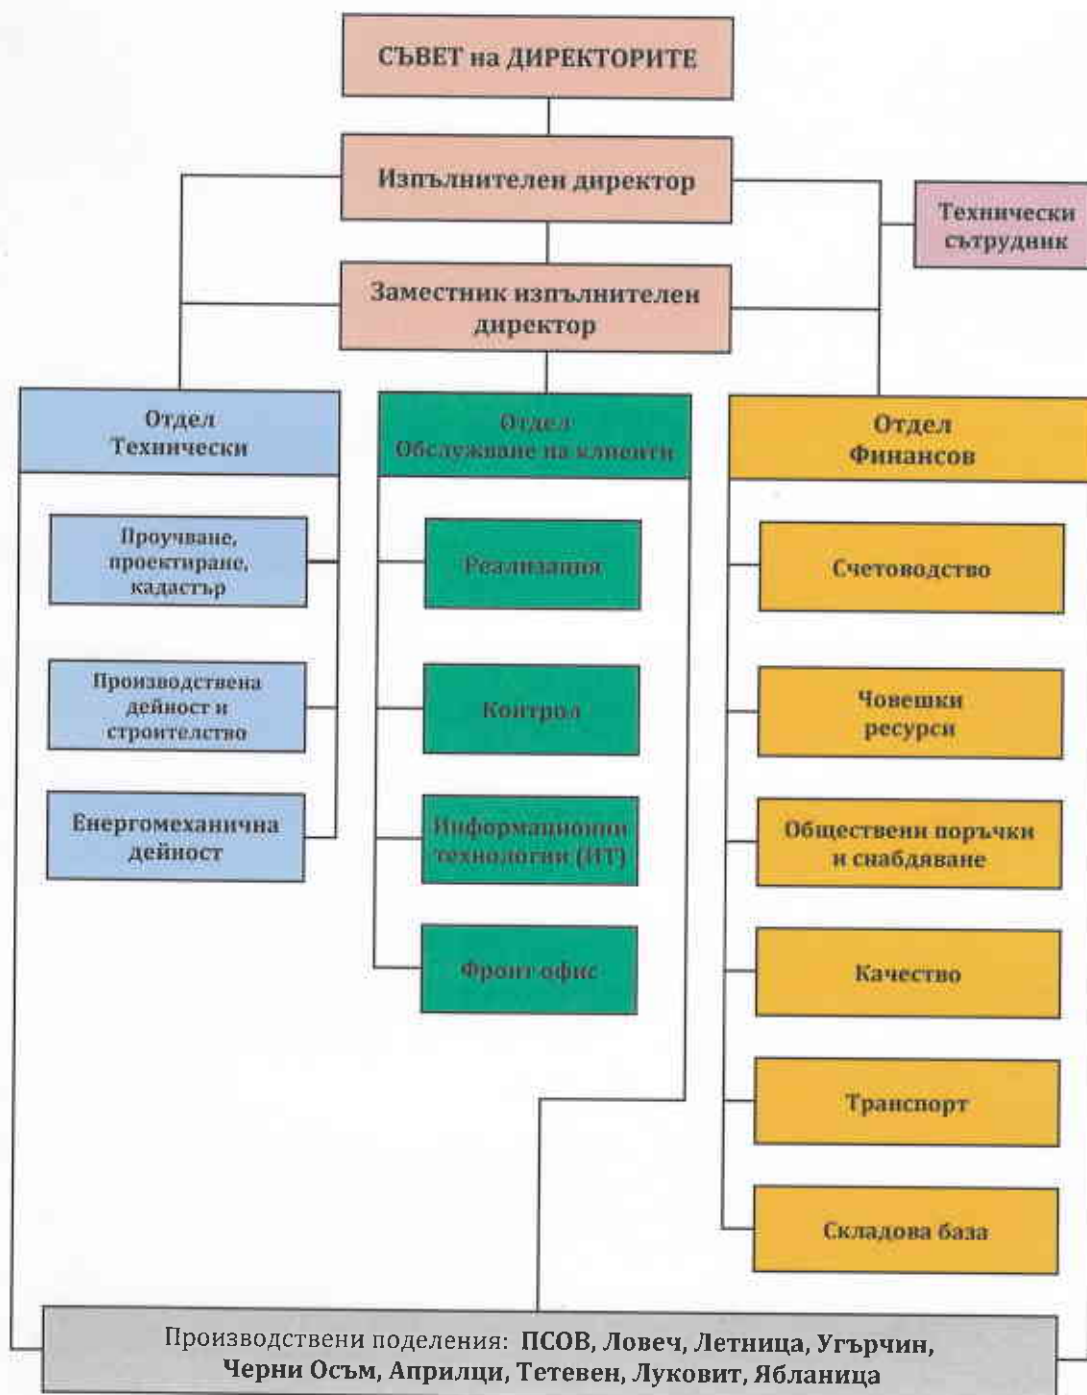 СЪВЕТ на ДИРЕКТОРИТЕ
Изпълнителен директор
Технически
сътрудник
Заместник изпълнителен
директор
Отдел
Технически
Проучване,
проектиране,
кадастър
Производствена
дейност и
строителство
Енергомеханична
дейност
Отдел
Обслужване на клиенти
Реализация
Контрол
Информационни
технологии (ИТ)
Фронт офис
Отдел
Финансов
Счетоводство
Човешки
ресурси
Обществени поръчки
и снабдяване
Качество
Транспорт
Складова база
Производствени поделения: ПСОВ, Ловеч, Летница, Угърчин,
Черни Осъм, Априлци, Тетевен, Луковит, Ябланица